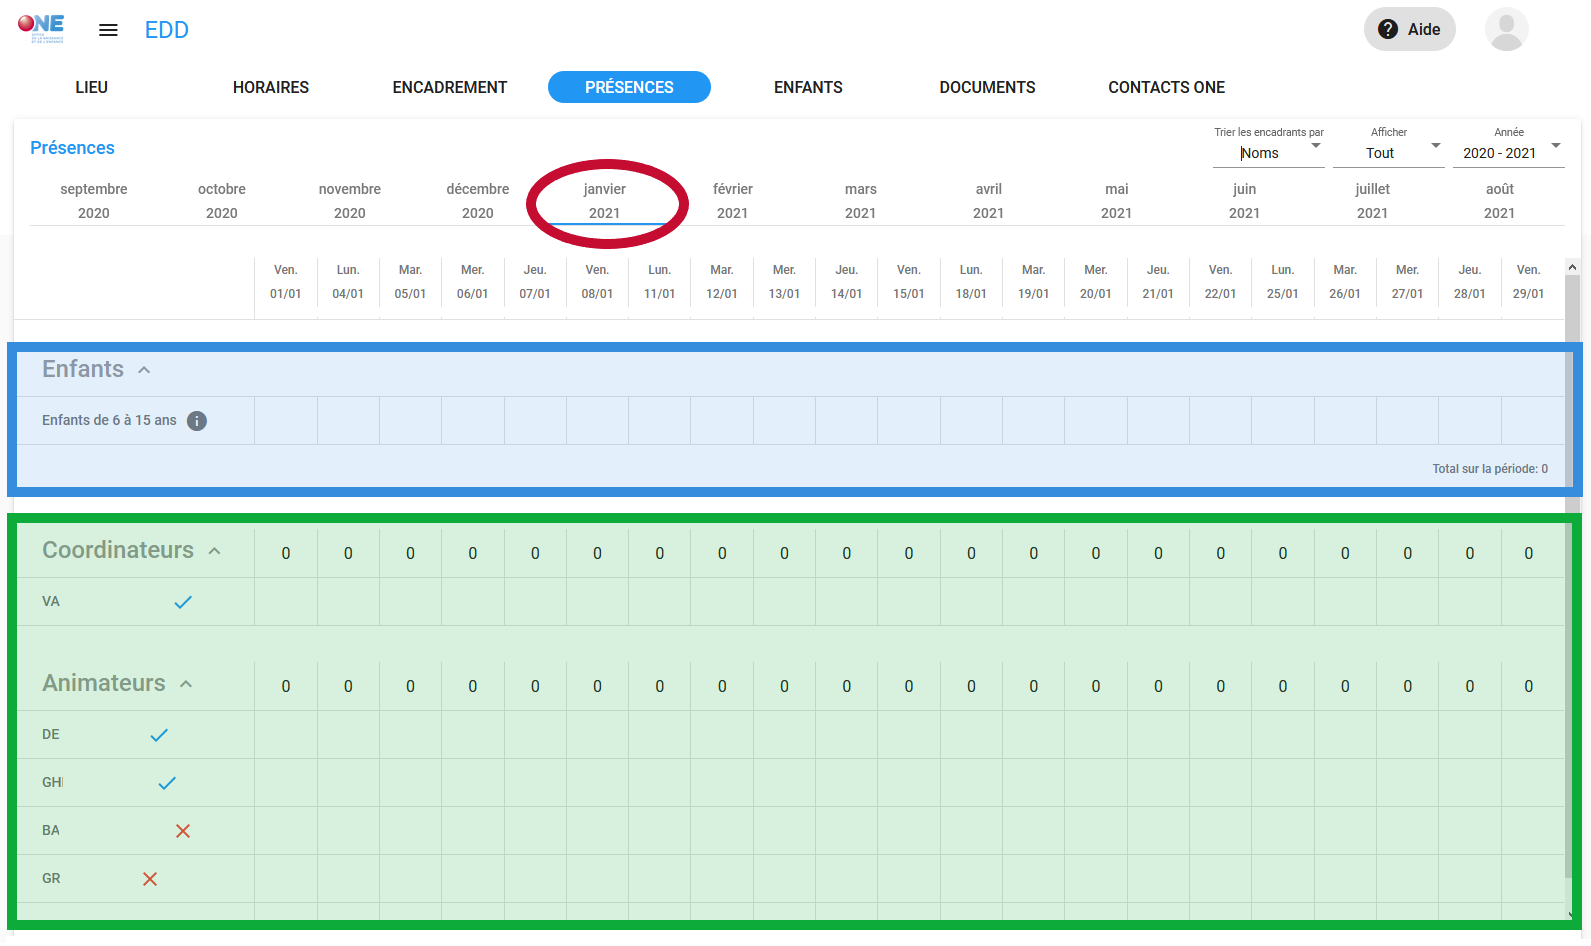 ONE
OFFICE
DE LA NAISSANCE
ET DE L'ENFANCE
EDD
? Aide
LIEU HORAIRES ENCADREMENT PRÉSENCES ENFANTS DOCUMENTS CONTACTS ONE
Présences
Trier les encadrants par Afficher Année
Noms Tout 2020 - 2021
septembre octobre novembre décembre janvier février mars avril mai juin juillet août
2020 2020 2020 2020 2021 2021 2021 2021 2021 2021 2021 2021
Ven. Lun. Mar. Mer. Jeu. Ven. Lun. Mar. Mer. Jeu. Ven. Lun. Mar. Mer. Jeu. Ven. Lun. Mar. Mer. Jeu. Ven.
01/01 04/01 05/01 06/01 07/01 08/01 11/01 12/01 13/01 14/01 15/01 18/01 19/01 20/01 21/01 22/01 25/01 26/01 27/01 28/01 29/01
Enfants
Enfants de 6 à 15 ans i
Total sur la période: 0
Coordinateurs 0 0 0 0 0 0 0 0 0 0 0 0 0 0 0 0 0 0 0 0 0
VA
Animateurs 0 0 0 0 0 0 0 0 0 0 0 0 0 0 0 0 0 0 0 0 0
DE
GH
BA
GR